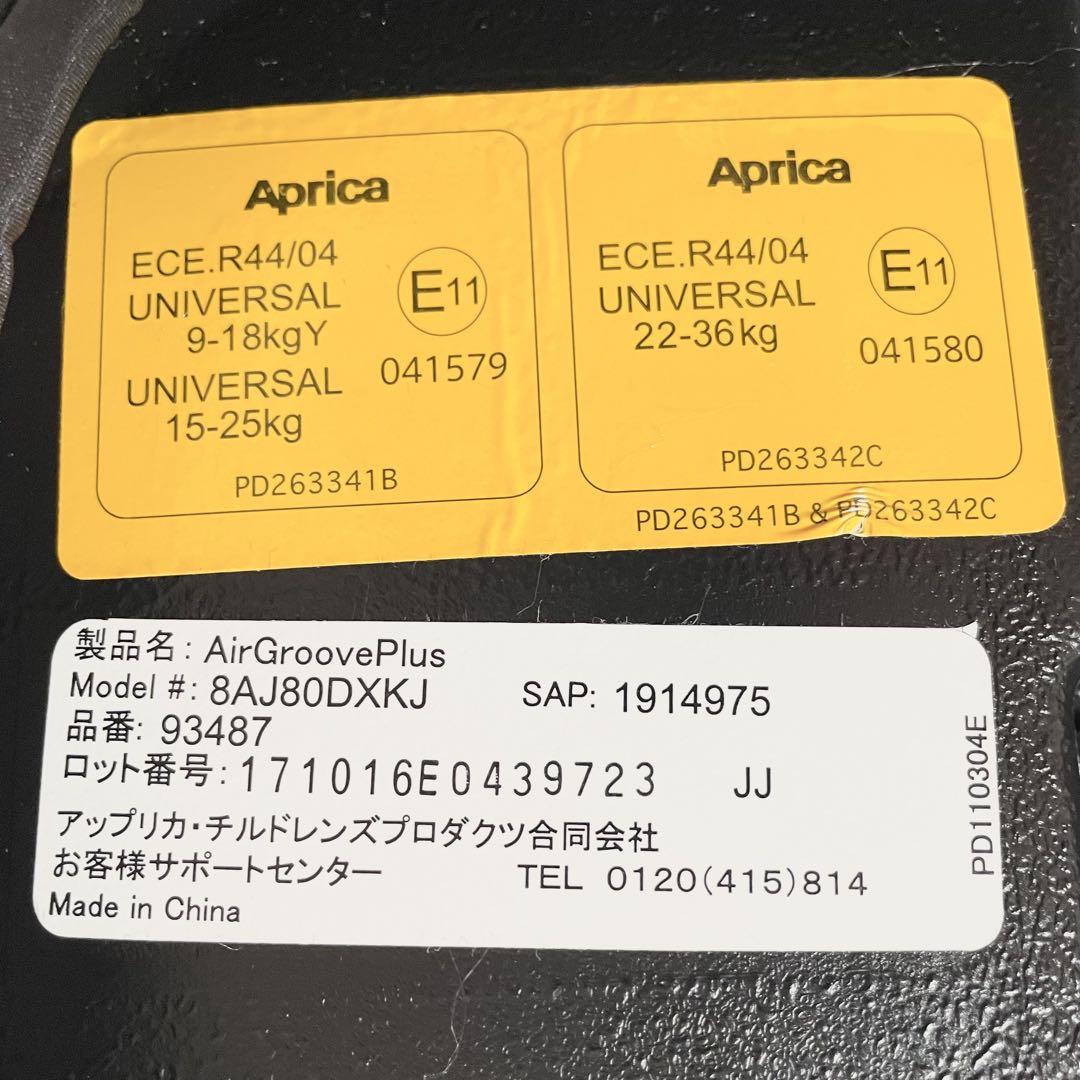 Aprica
ECE.R44/04
UNIVERSAL
9-18kgY
UNIVERSAL
15-25kg
E11
041579
PD263341B
Aprica
ECE.R44/04
UNIVERSAL
22-36kg
E11
041580
PD263342C
PD263341B & PD263342C
製品名: AirGroovePlus
Model #: 8AJ80DXKJ SAP: 1914975
品番: 93487
ロット番号: 171016E0439723 JJ
アップリカ・チルドレンズプロダクツ合同会社
お客様サポートセンター TEL 0120(415)814
Made in China
PD110304E